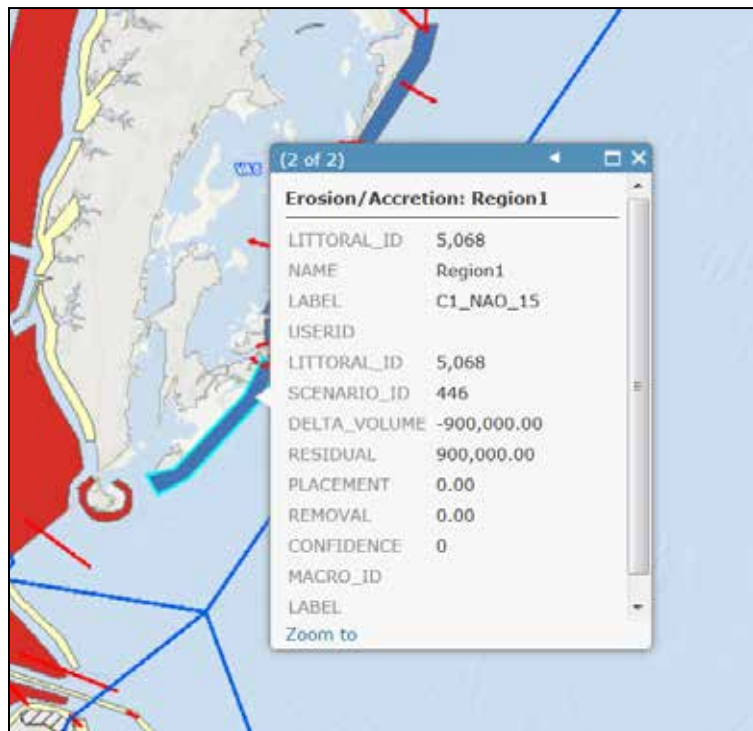 (2 of 2)
Erosion/Accretion: Region1
LITTORAL_ID 5,068
NAME Region1
LABEL C1_NAO_15
USERID
LITTORAL_ID 5,068
SCENARIO_ID 446
DELTA_VOLUME -900,000.00
RESIDUAL 900,000.00
PLACEMENT 0.00
REMOVAL 0.00
CONFIDENCE 0
MACRO_ID
LABEL
Zoom to